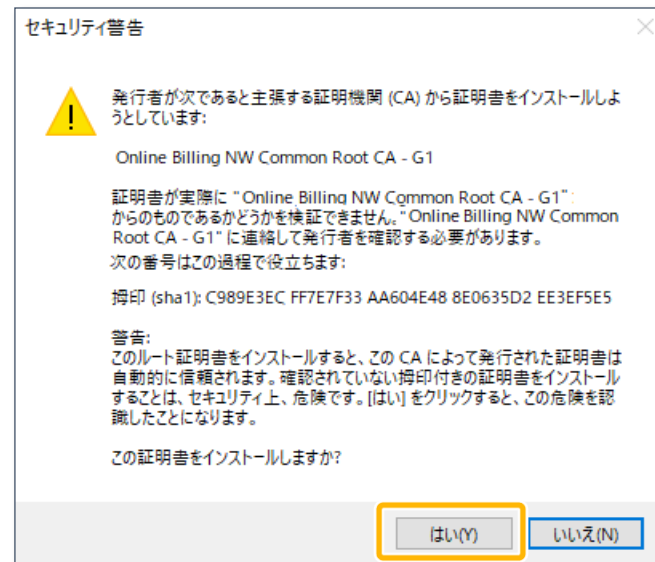 セキュリティ警告
発行者が次であると主張する証明機関 (CA) から証明書をインストールしよ
うとしています:
Online Billing NW Common Root CA - G1
証明書が実際に "Online Billing NW Common Root CA - G1"
からのものであるかどうかを検証できません。"Online Billing NW Common
Root CA - G1" に連絡して発行者を確認する必要があります。
次の番号はこの過程で役立ちます:
拇印 (sha1): C989E3EC FF7E7F33 AA604E48 8E0635D2 EE3EF5E5
警告:
このルート証明書をインストールすると、この CA によって発行された証明書は
自動的に信頼されます。確認されていない拇印付きの証明書をインストール
することは、セキュリティ上、危険です。[はい] をクリックすると、この危険を認
識したことになります。
この証明書をインストールしますか?
はい(Y)
いいえ(N)